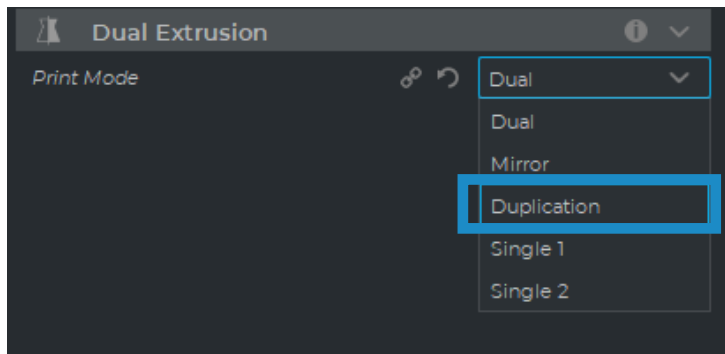 Dual Extrusion
Print Mode
Dual
Dual
Mirror
Duplication
Single 1
Single 2